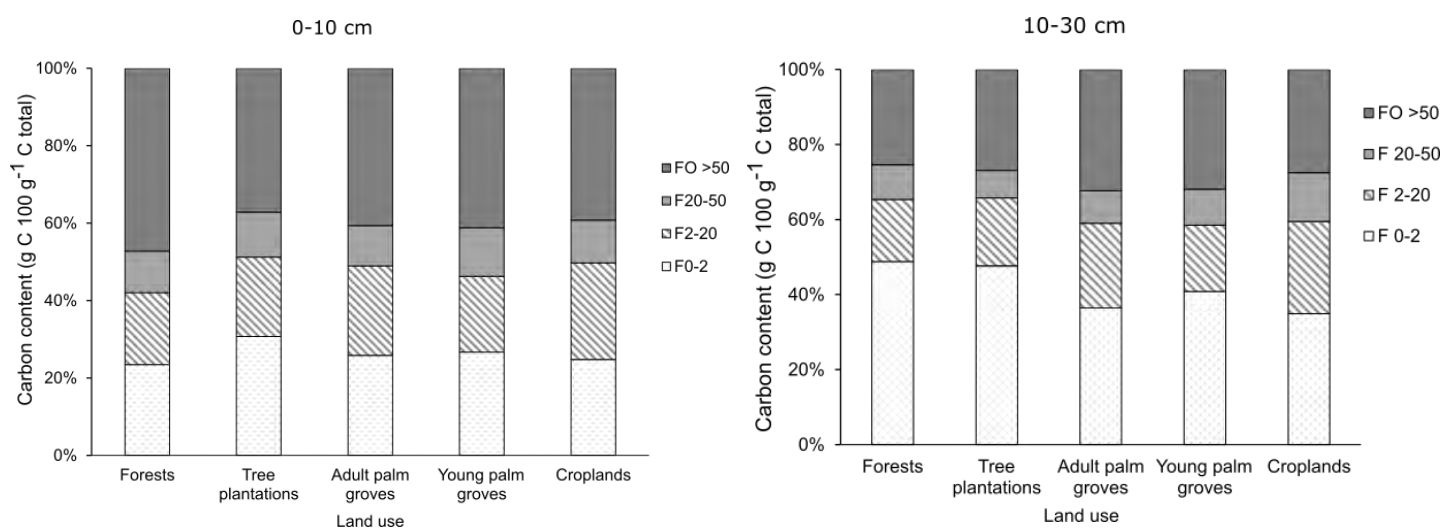 0-10 cm
Carbon content (g C 100 g⁻¹ C total)
100%
80%
60%
40%
20%
0%
Forests
Tree plantations
Adult palm groves
Young palm groves
Croplands
Land use
FO >50
F20-50
F2-20
F0-2
10-30 cm
Carbon content (g C 100 g⁻¹ C total)
100%
80%
60%
40%
20%
0%
Forests
Tree plantations
Adult palm groves
Young palm groves
Croplands
Land use
FO >50
F 20-50
F 2-20
F 0-2